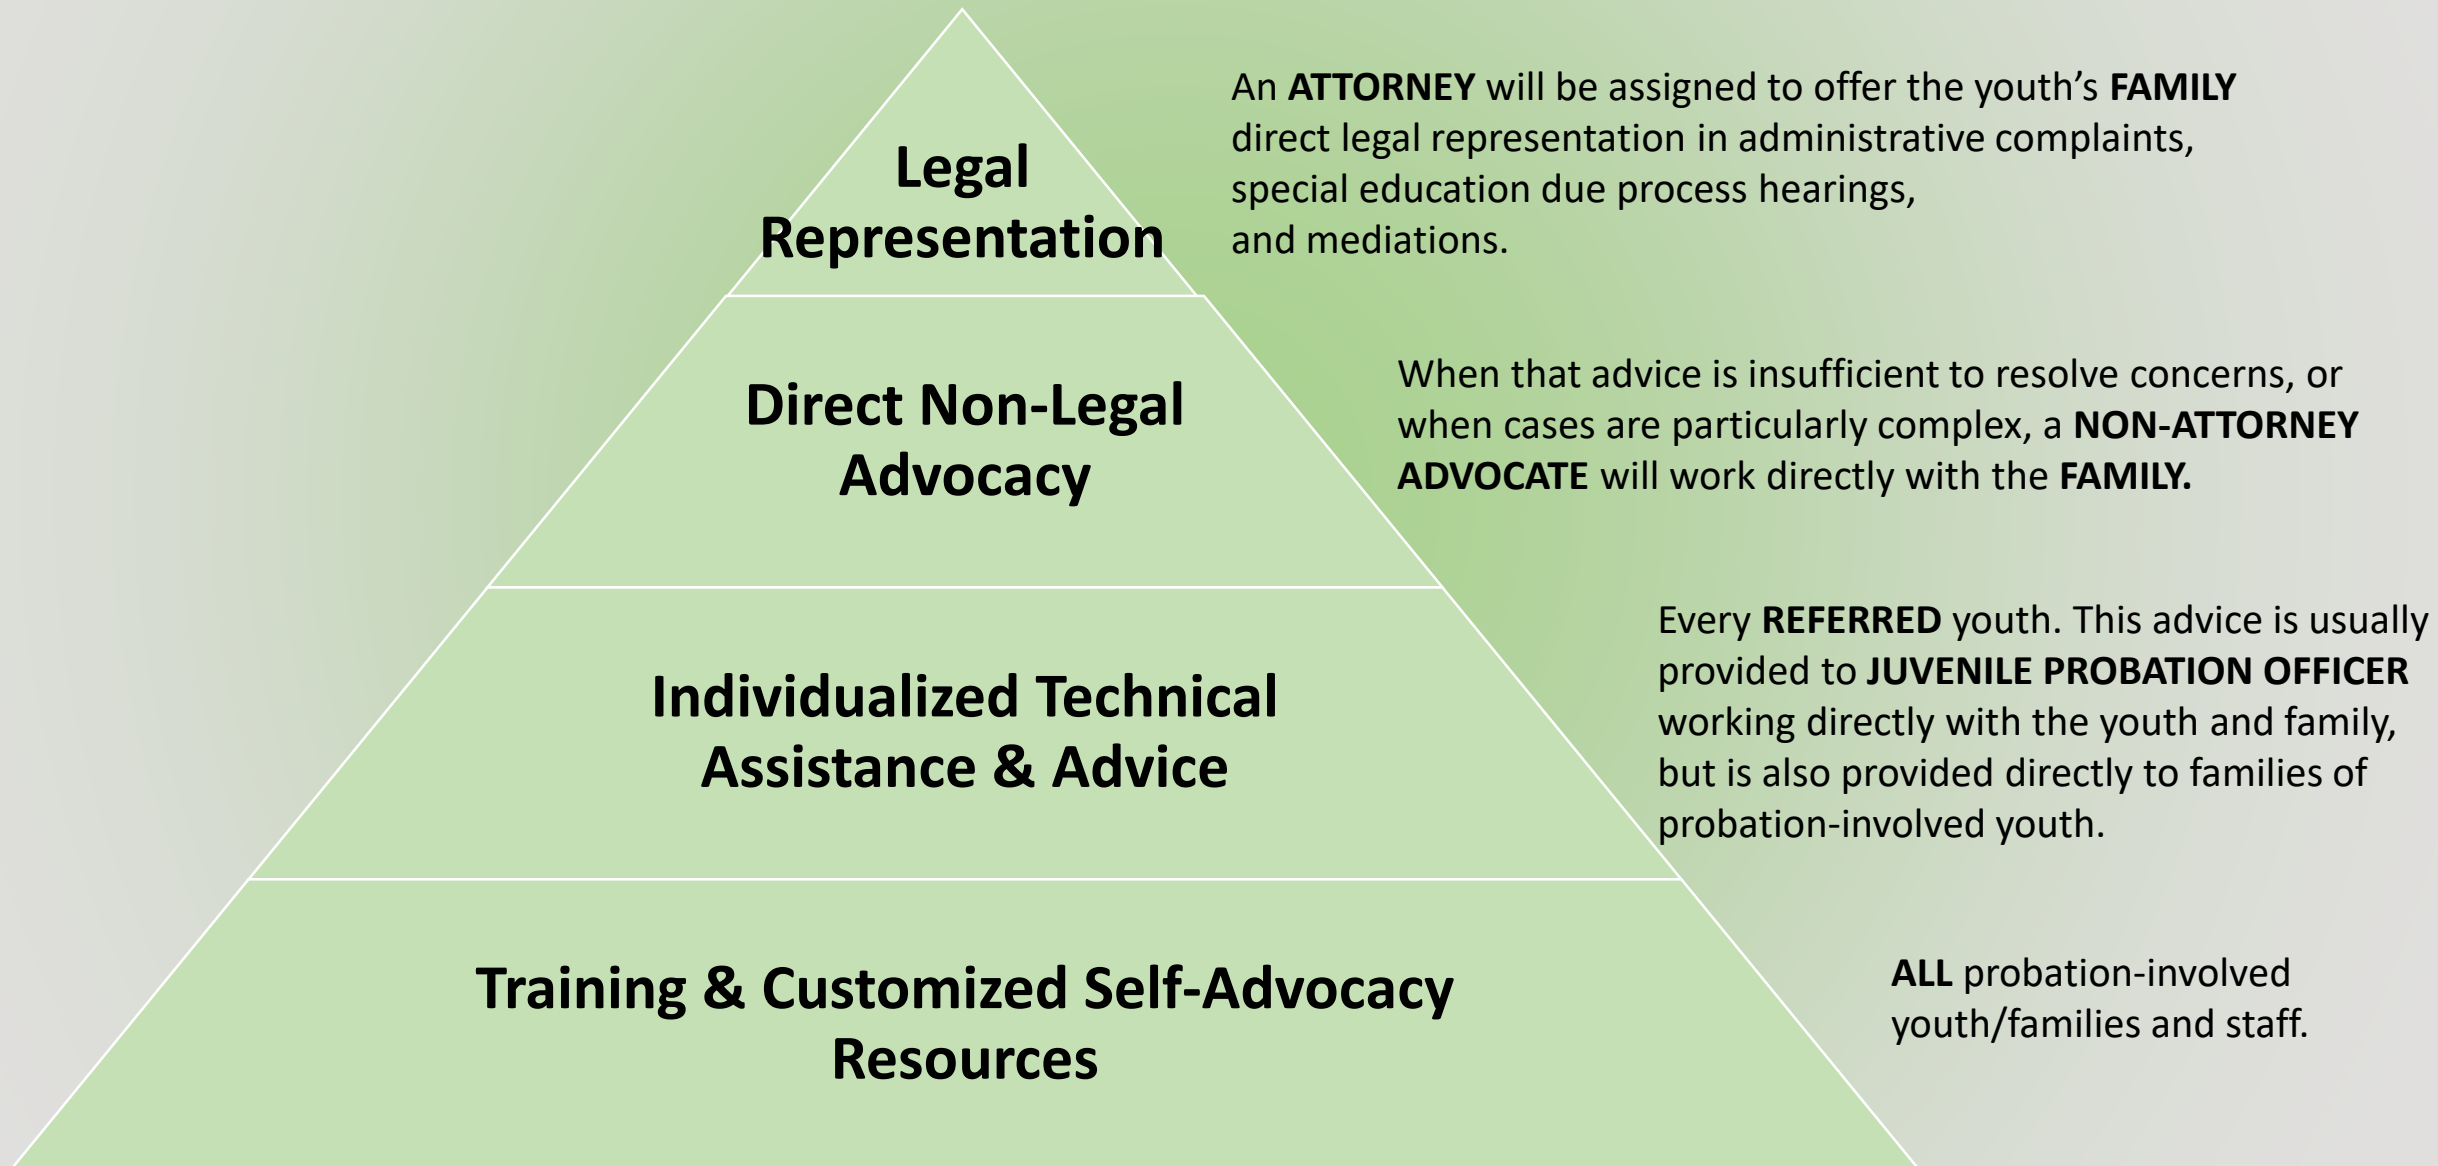 Legal
Representation
An ATTORNEY will be assigned to offer the youth’s FAMILY
direct legal representation in administrative complaints,
special education due process hearings,
and mediations.
Direct Non-Legal
Advocacy
When that advice is insufficient to resolve concerns, or
when cases are particularly complex, a NON-ATTORNEY
ADVOCATE will work directly with the FAMILY.
Individualized Technical
Assistance & Advice
Every REFERRED youth. This advice is usually
provided to JUVENILE PROBATION OFFICER
working directly with the youth and family,
but is also provided directly to families of
probation-involved youth.
Training & Customized Self-Advocacy
Resources
ALL probation-involved
youth/families and staff.